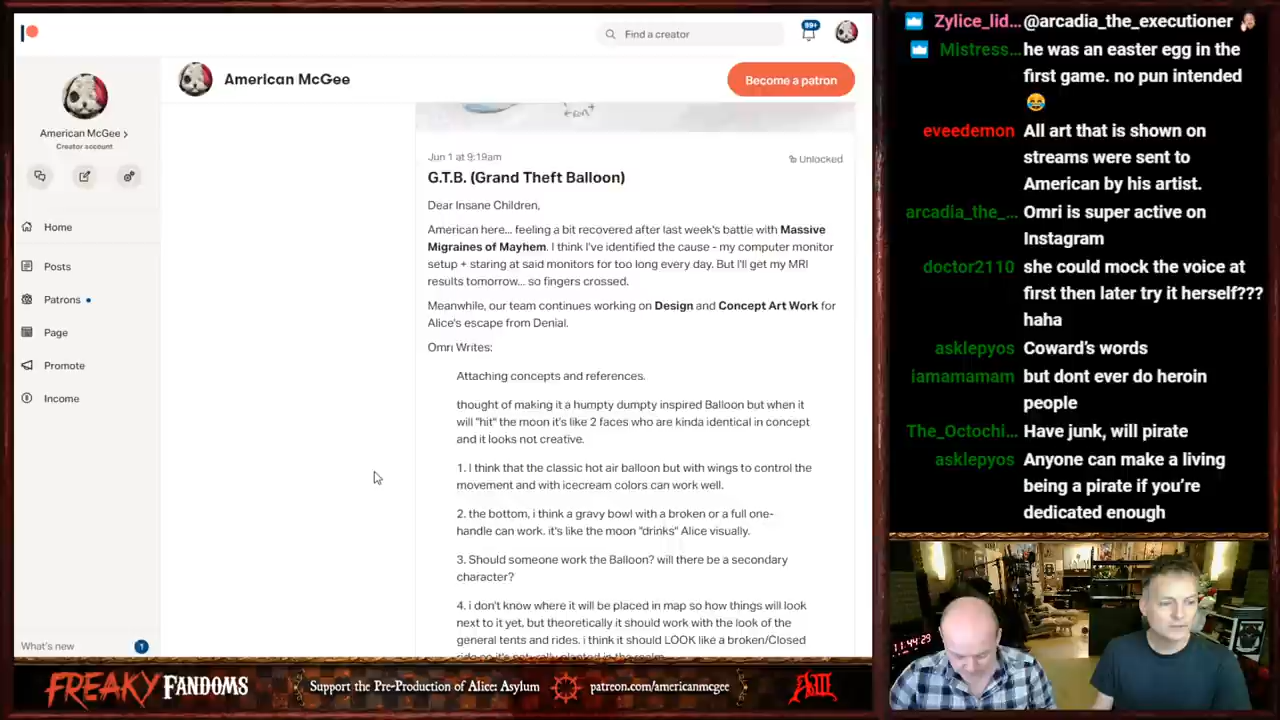 Find a creator
99+
American McGee
Become a patron
American McGee
Creator account
Home
Posts
Patrons
Page
Promote
Income
What's new
1
Jun 1 at 9:19am
Unlocked
G.T.B. (Grand Theft Balloon)
Dear Insane Children,
American here... feeling a bit recovered after last week's battle with Massive
Migraines of Mayhem. I think I've identified the cause - my computer monitor
setup + staring at said monitors for too long every day. But I'll get my MRI
results tomorrow... so fingers crossed.
Meanwhile, our team continues working on Design and Concept Art Work for
Alice's escape from Denial.
Omri Writes:
Attaching concepts and references.
thought of making it a humpty dumpty inspired Balloon but when it
will "hit" the moon it's like 2 faces who are kinda identical in concept
and it looks not creative.
1. I think that the classic hot air balloon but with wings to control the
movement and with icecream colors can work well.
2. the bottom, i think a gravy bowl with a broken or a full one-
handle can work. it's like the moon "drinks" Alice visually.
3. Should someone work the Balloon? will there be a secondary
character?
4. i don't know where it will be placed in map so how things will look
next to it yet, but theoretically it should work with the look of the
general tents and rides. i think it should LOOK like a broken/Closed
ride so it's naturally planted in the realm.
Zylice_lid... @arcadia_the_executioner
Mistress... he was an easter egg in the
first game. no pun intended
😂
eveedemon All art that is shown on
streams were sent to
American by his artist.
arcadia_the_... Omri is super active on
Instagram
doctor2110 she could mock the voice at
first then later try it herself???
haha
asklepyos Coward's words
iamamamam but dont ever do heroin
people
The_Octochi... Have junk, will pirate
asklepyos Anyone can make a living
being a pirate if you're
dedicated enough
11:44:29
FREAKY FANDOMS
Support the Pre-Production of Alice: Asylum
patreon.com/americanmcgee